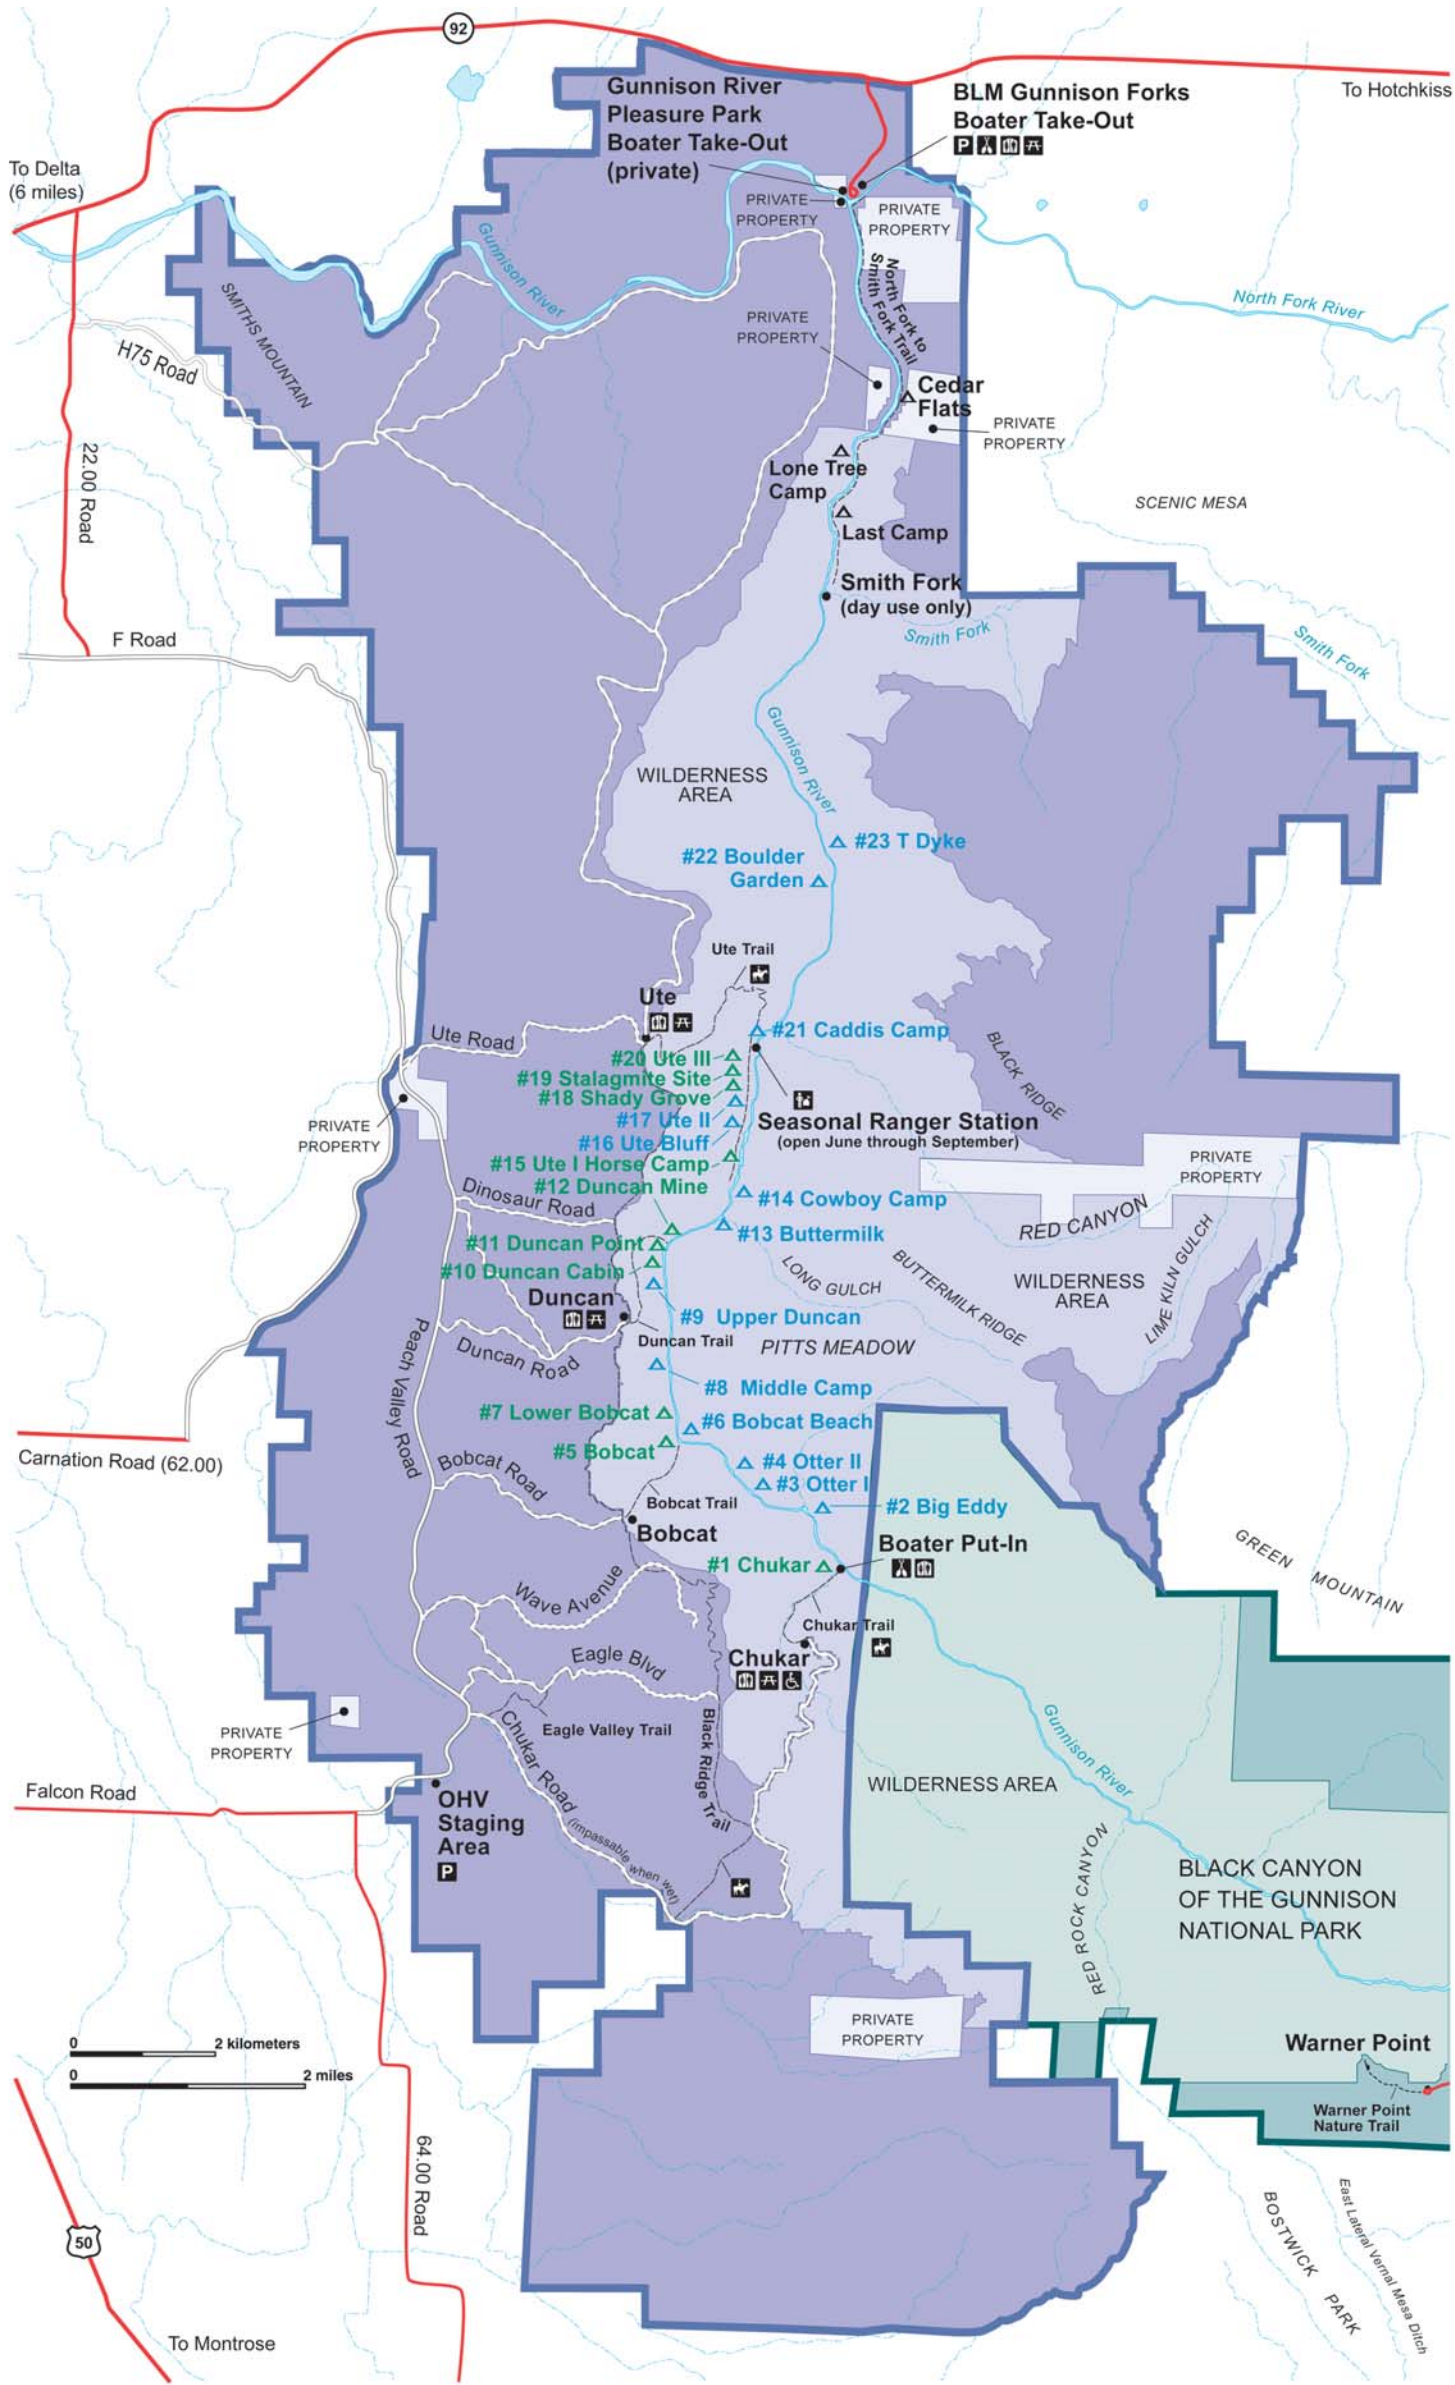 92
To Hotchkiss
Gunnison River
Pleasure Park
Boater Take-Out
(private)
BLM Gunnison Forks
Boater Take-Out
P
To Delta
(6 miles)
PRIVATE
PROPERTY
PRIVATE
PROPERTY
Gunnison River
North Fork to
Smith Fork Trail
North Fork River
SMITHS MOUNTAIN
H75 Road
PRIVATE
PROPERTY
Cedar
Flats
PRIVATE
PROPERTY
22.00 Road
Lone Tree
Camp
SCENIC MESA
Last Camp
Smith Fork
(day use only)
Smith Fork
Smith Fork
F Road
Gunnison River
WILDERNESS
AREA
#23 T Dyke
#22 Boulder
Garden
Ute Trail
Ute
Ute Road
#21 Caddis Camp
#20 Ute III
#19 Stalagmite Site
#18 Shady Grove
#17 Ute II
#16 Ute Bluff
#15 Ute I Horse Camp
#12 Duncan Mine
Seasonal Ranger Station
(open June through September)
BLACK RIDGE
PRIVATE
PROPERTY
PRIVATE
PROPERTY
Dinosaur Road
#14 Cowboy Camp
#13 Buttermilk
RED CANYON
#11 Duncan Point
#10 Duncan Cabin
LONG GULCH
BUTTERMILK RIDGE
WILDERNESS
AREA
LIME KILN GULCH
Duncan
#9 Upper Duncan
Duncan Trail
PITTS MEADOW
Duncan Road
Peach Valley Road
#8 Middle Camp
#7 Lower Bobcat
#6 Bobcat Beach
#5 Bobcat
#4 Otter II
#3 Otter I
Carnation Road (62.00)
Bobcat Road
Bobcat Trail
#2 Big Eddy
Bobcat
Boater Put-In
#1 Chukar
GREEN MOUNTAIN
Wave Avenue
Chukar Trail
Chukar
Eagle Blvd
Eagle Valley Trail
Black Ridge Trail
Chukar Road (impassable when wet)
PRIVATE
PROPERTY
Gunnison River
WILDERNESS AREA
Falcon Road
OHV
Staging
Area
P
RED ROCK CANYON
BLACK CANYON
OF THE GUNNISON
NATIONAL PARK
PRIVATE
PROPERTY
0 2 kilometers
0 2 miles
Warner Point
Warner Point
Nature Trail
64.00 Road
50
To Montrose
BOSTWICK PARK
East Lateral Vernal Mesa Ditch